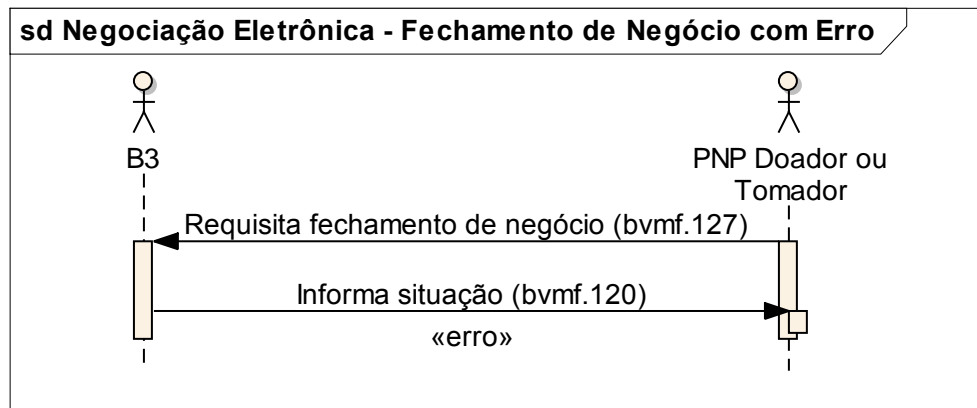 sd Negociação Eletrônica - Fechamento de Negócio com Erro
B3
PNP Doador ou
Tomador
Requisita fechamento de negócio (bvmf.127)
Informa situação (bvmf.120)
«erro»